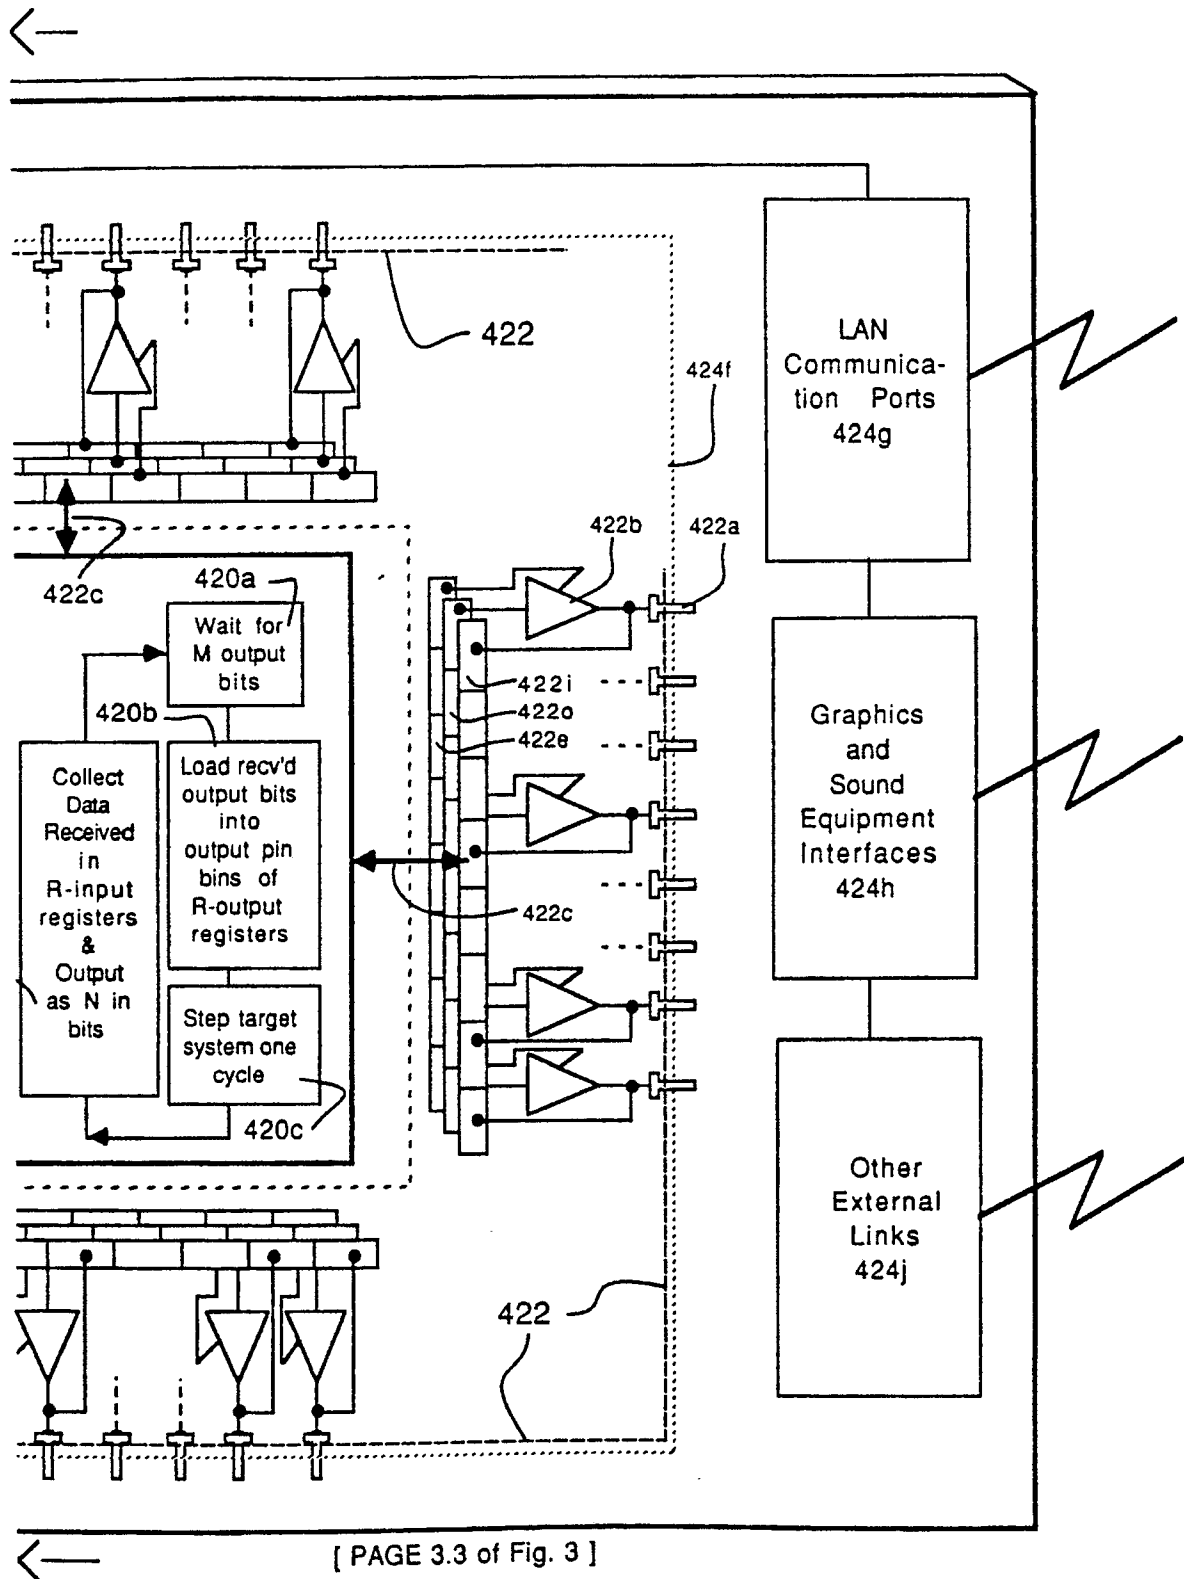 422
424f
LAN
Communica-
tion Ports
424g
422b
422a
422c
420a
Wait for
M output
bits
422i
422o
422e
420b
Collect
Data
Received
in
R-input
registers
&
Output
as N in
bits
Load recv'd
output bits
into
output pin
bins of
R-output
registers
422c
Graphics
and
Sound
Equipment
Interfaces
424h
Step target
system one
cycle
420c
Other
External
Links
424j
422
[ PAGE 3.3 of Fig. 3 ]